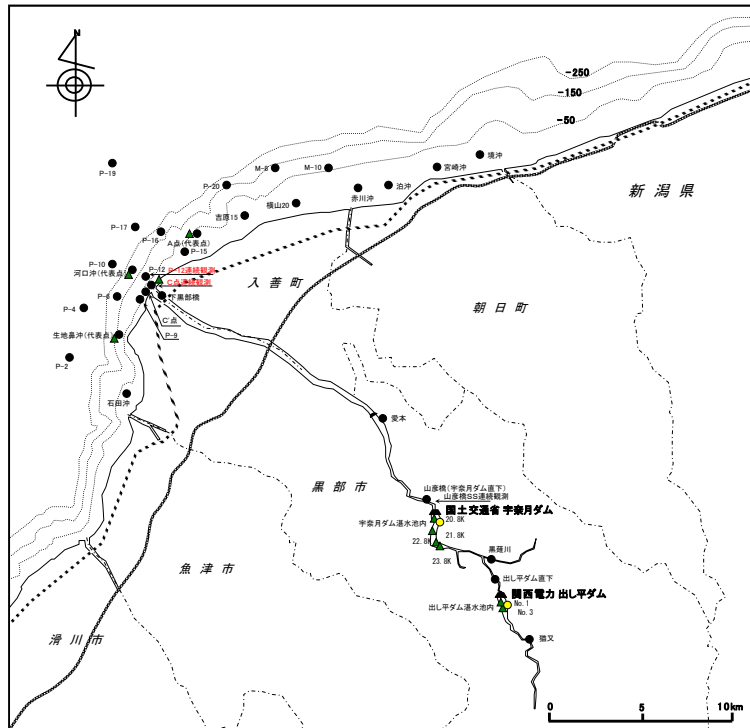 N
-250
-150
-50
新潟県
境沖
宮崎沖
M-10
M-8
P-19
P-20
泊沖
赤川沖
横山20
吉原15
P-17
P-16
A点(代表点)
P-15
P-10
河口沖(代表点)
P-12
P-12連続観測
C点連続観測
入善町
朝日町
P-4
下黒部橋
C'点
P-9
生地鼻沖(代表点)
P-2
石田沖
愛本
黒部市
山彦橋(宇奈月ダム直下)
山彦橋SS連続観測
国土交通省 宇奈月ダム
20.8K
宇奈月ダム湛水池内
21.8K
22.8K
23.8K
黒薙川
魚津市
出し平ダム直下
関西電力 出し平ダム
No.1
出し平ダム湛水池内
No.3
滑川市
猫又
0 5 10km